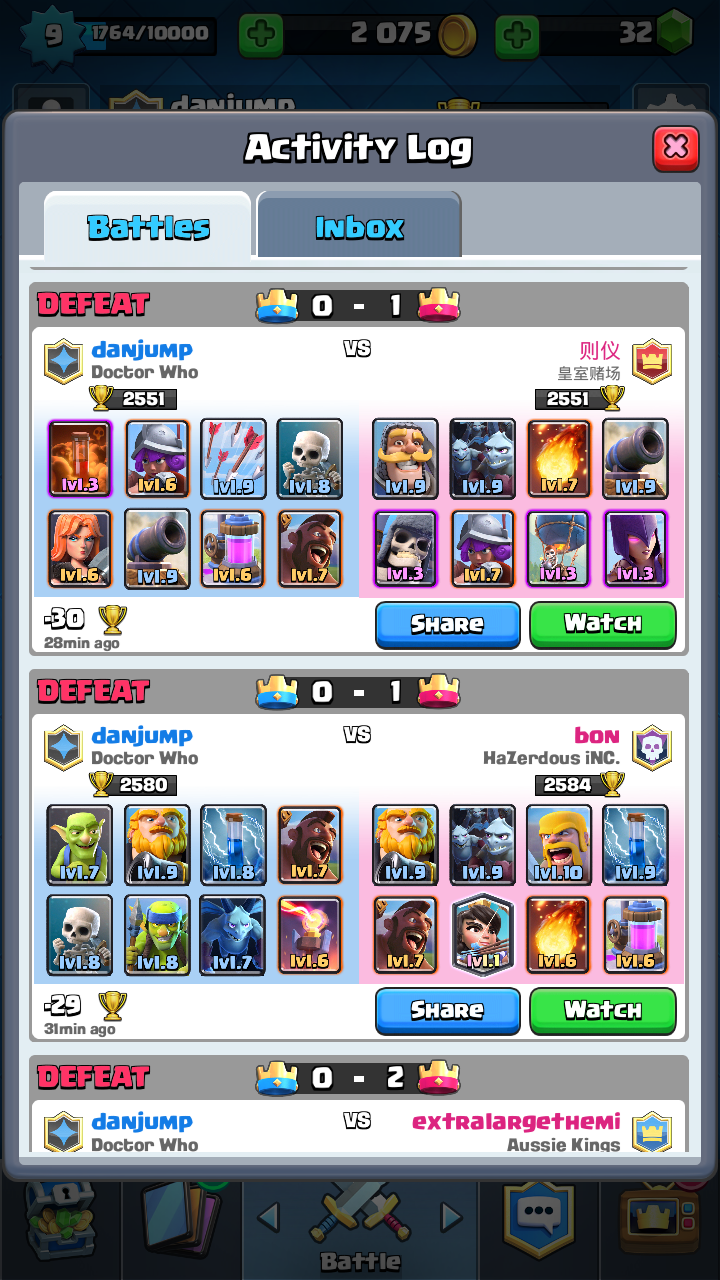 9 1764/10000 2 075 32
danjump
Activity Log
Battles Inbox
DEFEAT 0 - 1
danjump vs 则仪
Doctor Who 皇室赌场
2551 2551
lvl.3 lvl.6 lvl.9 lvl.8 lvl.9 lvl.9 lvl.7 lvl.9
lvl.6 lvl.9 lvl.6 lvl.7 lvl.3 lvl.7 lvl.3 lvl.3
-30 Share Watch
28min ago
DEFEAT 0 - 1
danjump vs bon
Doctor Who HaZerdous iNC.
2580 2584
lvl.7 lvl.9 lvl.8 lvl.7 lvl.9 lvl.9 lvl.10 lvl.9
lvl.8 lvl.8 lvl.7 lvl.6 lvl.7 lvl.1 lvl.6 lvl.6
-29 Share Watch
31min ago
DEFEAT 0 - 2
danjump vs extralargethemi
Doctor Who Aussie Kings
Battle